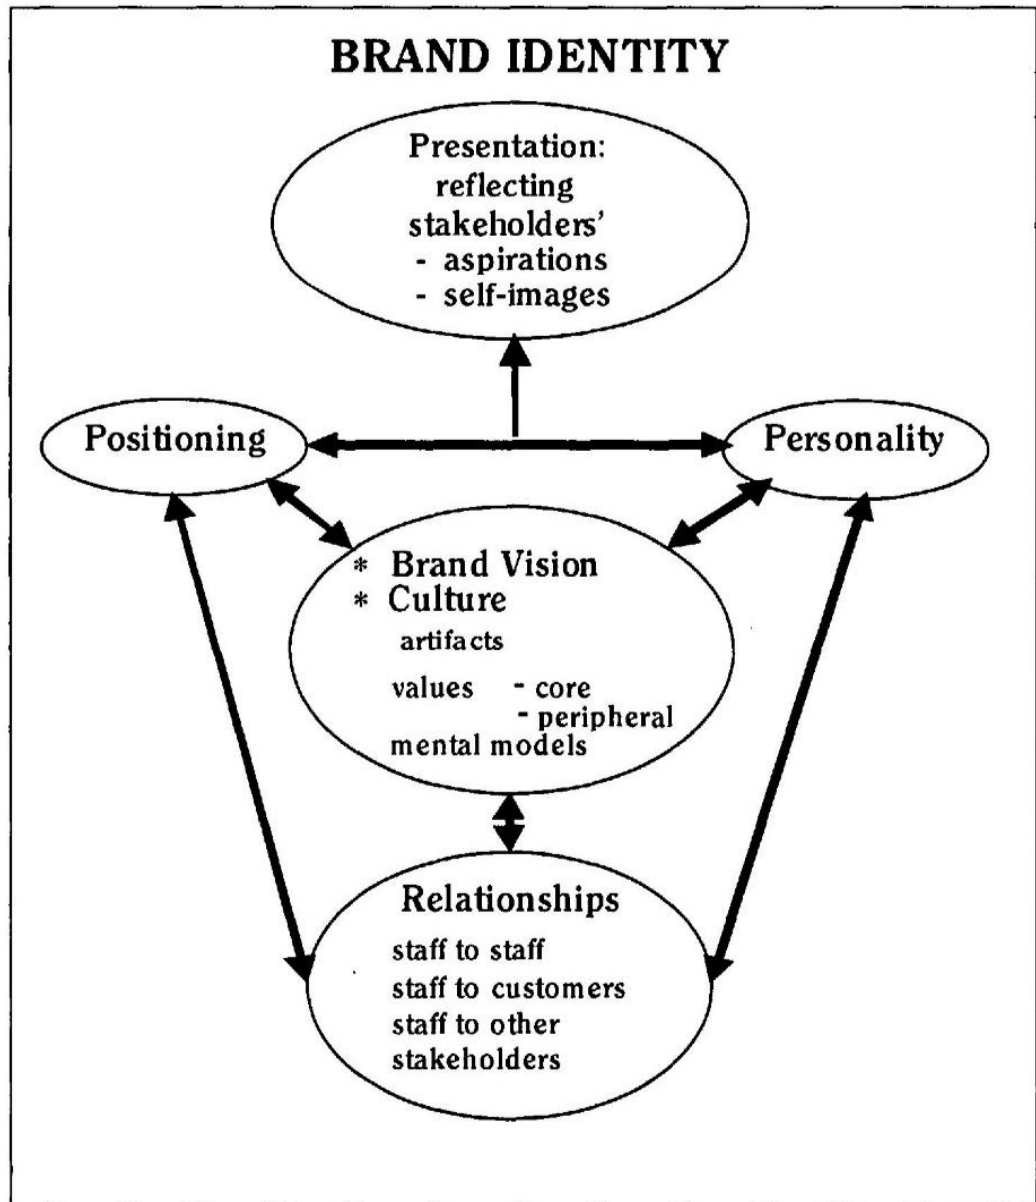 BRAND IDENTITY
Presentation:
reflecting
stakeholders'
- aspirations
- self-images
Positioning
Personality
* Brand Vision
* Culture
artifacts
values - core
- peripheral
mental models
Relationships
staff to staff
staff to customers
staff to other
stakeholders